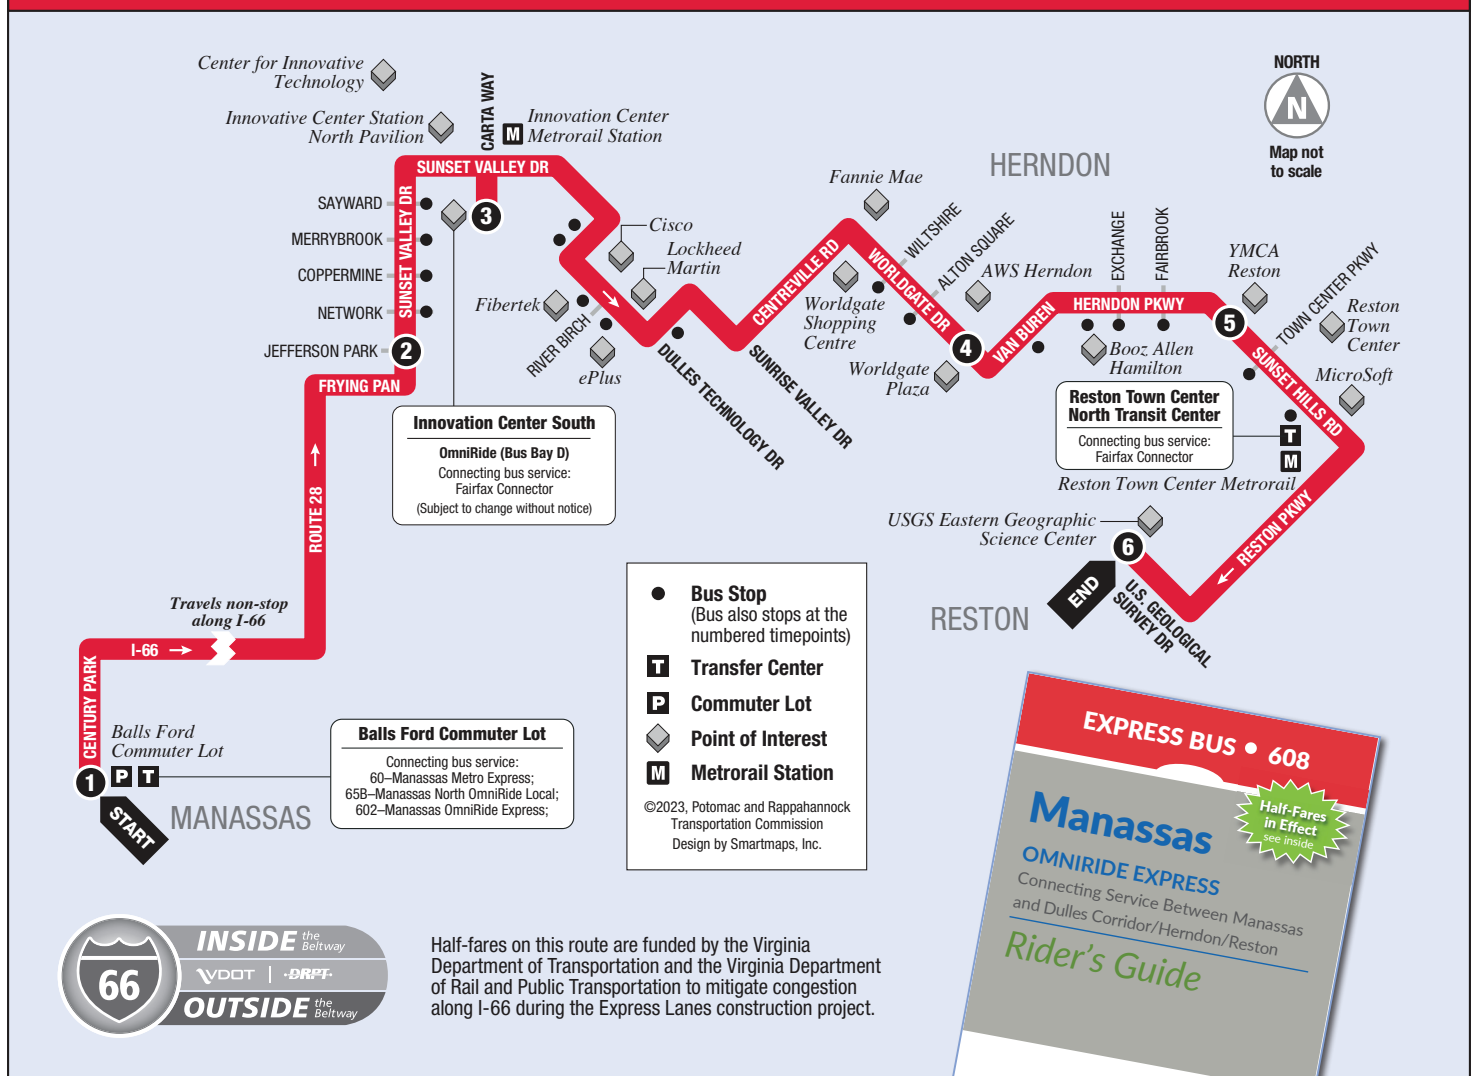 Center for Innovative
Technology
Innovative Center Station
North Pavilion
CARTA WAY
M
Innovation Center
Metrorail Station
NORTH
N
Map not
to scale
HERNDON
SUNSET VALLEY DR
SUNSET VALLEY DR
SAYWARD
MERRYBROOK
COPPERMINE
NETWORK
JEFFERSON PARK
2
3
FRYING PAN
ROUTE 28
Travels non-stop
along I-66
I-66
CENTURY PARK
Cisco
Lockheed
Martin
Fibertek
RIVER BIRCH
ePlus
DULLES TECHNOLOGY DR
SUNRISE VALLEY DR
CENTREVILLE RD
Fannie Mae
WORLDGATE DR
WILTSHIRE
ALTON SQUARE
Worldgate
Shopping
Centre
Worldgate
Plaza
4
AWS Herndon
VAN BUREN
HERNDON PKWY
EXCHANGE
FAIRBROOK
Booz Allen
Hamilton
5
YMCA
Reston
TOWN CENTER PKWY
Reston
Town
Center
MicroSoft
SUNSET HILLS RD
Reston Town Center
North Transit Center
Connecting bus service:
Fairfax Connector
T
M
Reston Town Center Metrorail
RESTON PKWY
USGS Eastern Geographic
Science Center
6
END
U.S. GEOLOGICAL
SURVEY DR
RESTON
Innovation Center South
OmniRide (Bus Bay D)
Connecting bus service:
Fairfax Connector
(Subject to change without notice)
Balls Ford
Commuter Lot
1
P
T
START
MANASSAS
Balls Ford Commuter Lot
Connecting bus service:
60–Manassas Metro Express;
65B–Manassas North OmniRide Local;
602–Manassas OmniRide Express;
Bus Stop
(Bus also stops at the
numbered timepoints)
T Transfer Center
P Commuter Lot
Point of Interest
M Metrorail Station
©2023, Potomac and Rappahannock
Transportation Commission
Design by Smartmaps, Inc.
EXPRESS BUS • 608
Half-Fares
in Effect
see inside
Manassas
OMNIRIDE EXPRESS
Connecting Service Between Manassas
and Dulles Corridor/Herndon/Reston
Rider's Guide
66
INSIDE the Beltway
VDOT | DRPT
OUTSIDE the Beltway
Half-fares on this route are funded by the Virginia
Department of Transportation and the Virginia Department
of Rail and Public Transportation to mitigate congestion
along I-66 during the Express Lanes construction project.